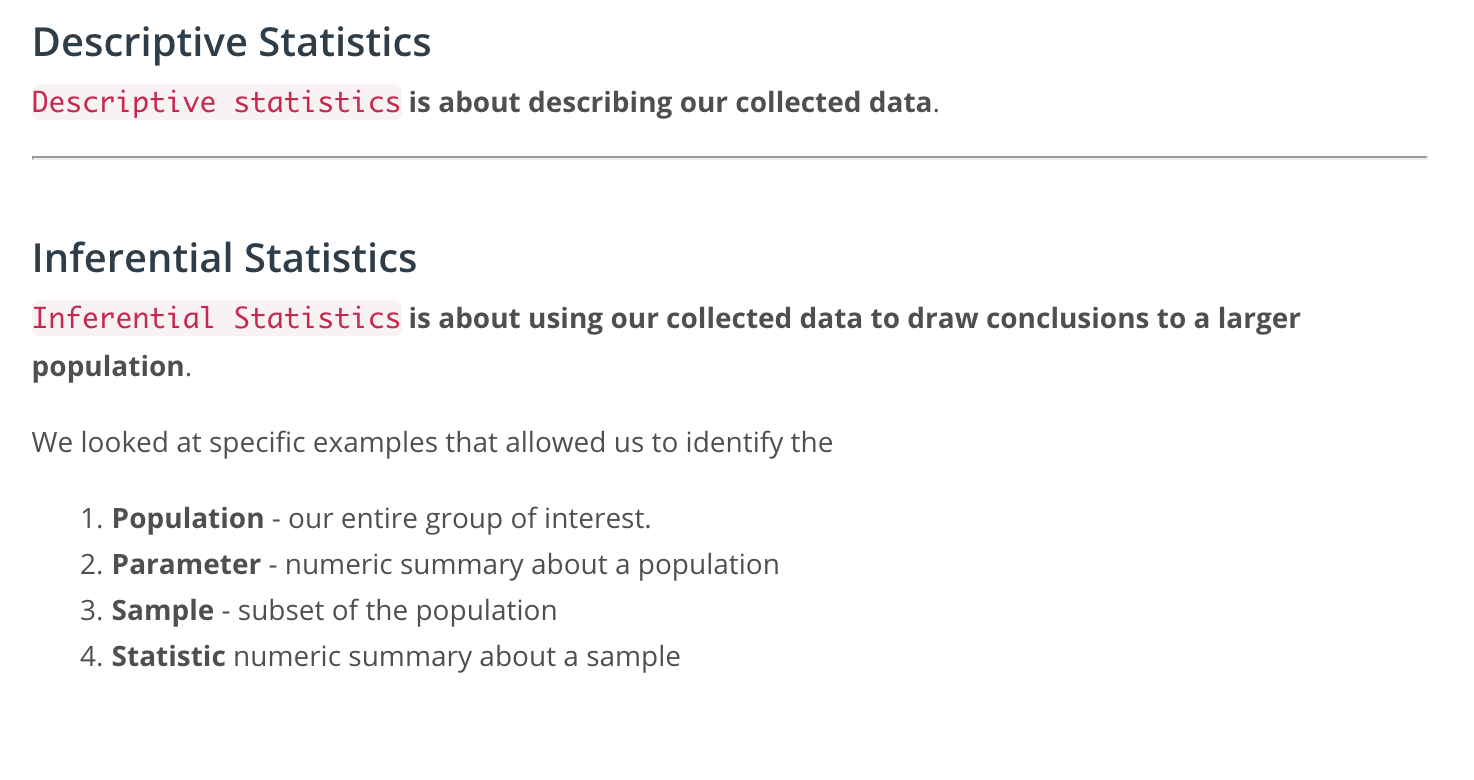 Descriptive Statistics
Descriptive statistics is about describing our collected data.
Inferential Statistics
Inferential Statistics is about using our collected data to draw conclusions to a larger
population.
We looked at specific examples that allowed us to identify the
1. Population - our entire group of interest.
2. Parameter - numeric summary about a population
3. Sample - subset of the population
4. Statistic numeric summary about a sample